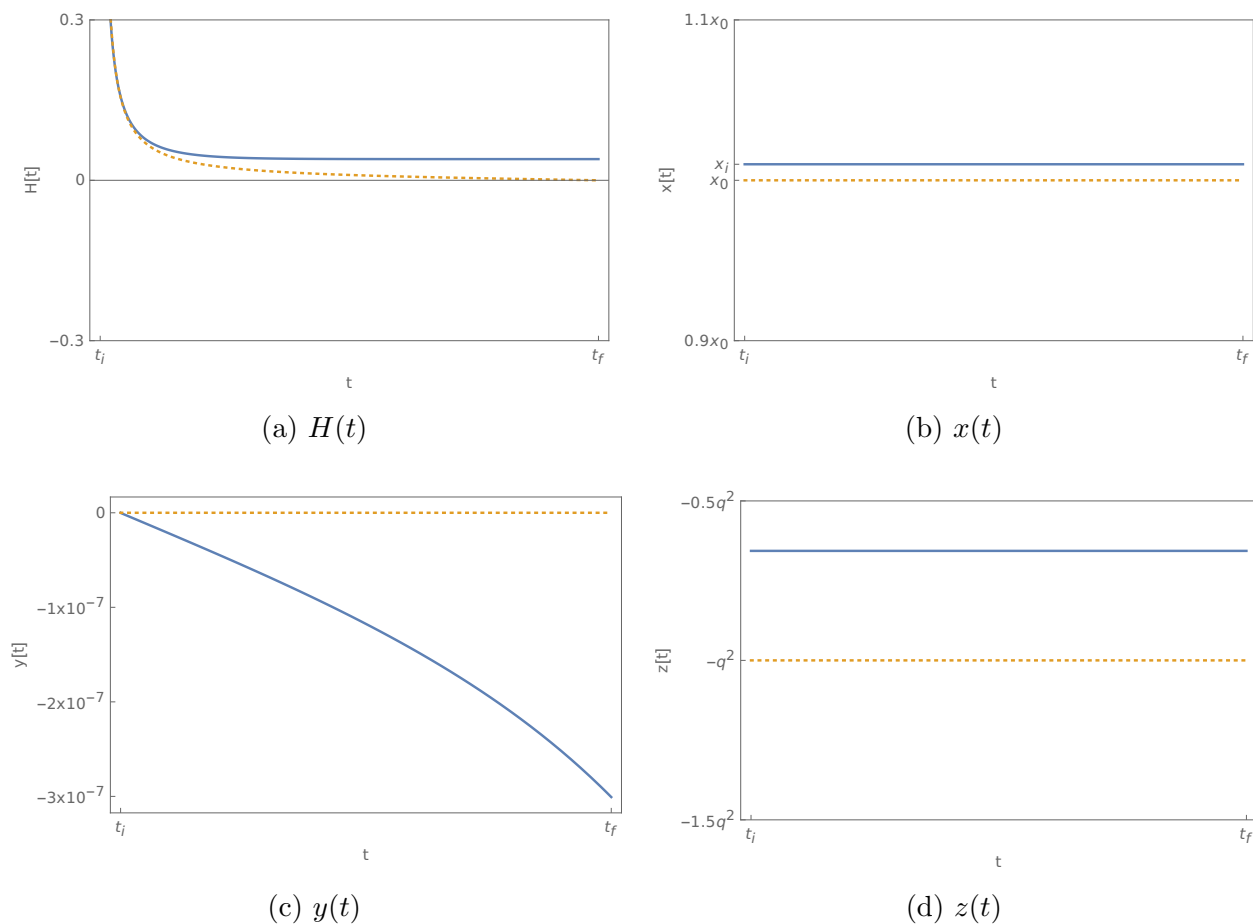 0.3
0
−0.3
H[t]
t_i
t_f
t
(a) H(t)
1.1x_0
x_i
x_0
0.9x_0
x[t]
t_i
t_f
t
(b) x(t)
0
−1x10^−7
−2x10^−7
−3x10^−7
y[t]
t_i
t_f
t
(c) y(t)
−0.5q^2
−q^2
−1.5q^2
z[t]
t_i
t_f
t
(d) z(t)